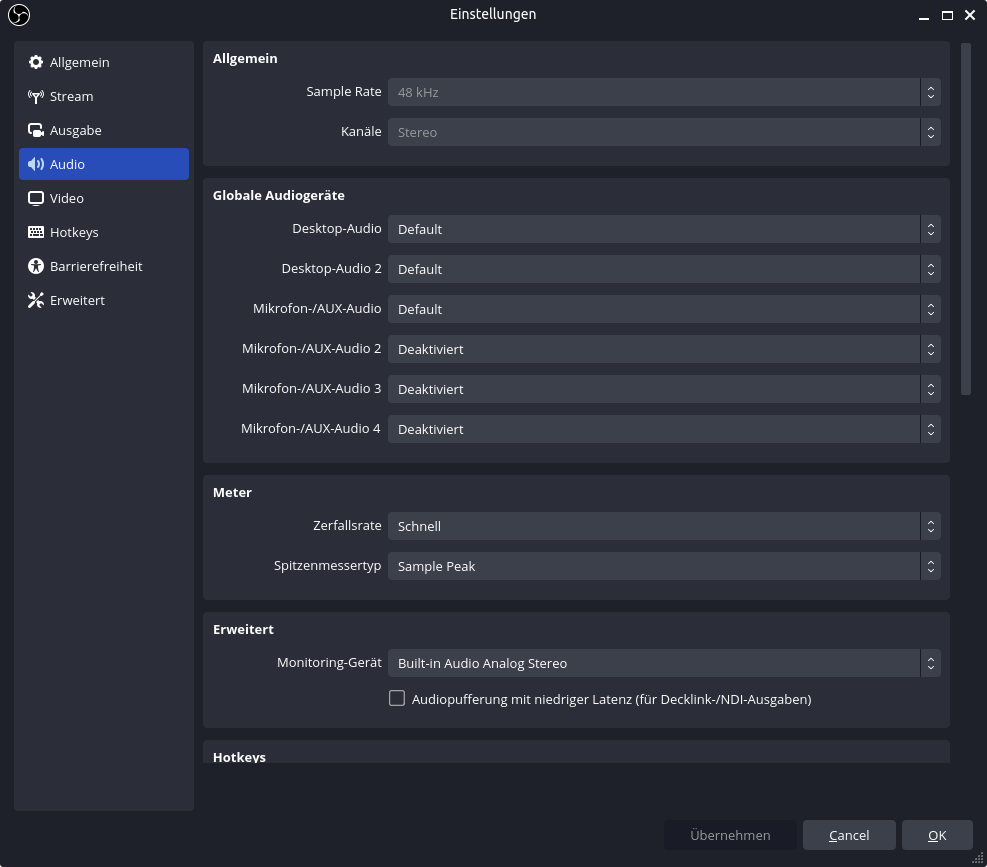 Einstellungen
Allgemein
Stream
Ausgabe
Audio
Video
Hotkeys
Barrierefreiheit
Erweitert
Allgemein
Sample Rate 48 kHz
Kanäle Stereo
Globale Audiogeräte
Desktop-Audio Default
Desktop-Audio 2 Default
Mikrofon-/AUX-Audio Default
Mikrofon-/AUX-Audio 2 Deaktiviert
Mikrofon-/AUX-Audio 3 Deaktiviert
Mikrofon-/AUX-Audio 4 Deaktiviert
Meter
Zerfallsrate Schnell
Spitzenmessertyp Sample Peak
Erweitert
Monitoring-Gerät Built-in Audio Analog Stereo
Audiopufferung mit niedriger Latenz (für Decklink-/NDI-Ausgaben)
Hotkeys
Übernehmen Cancel OK